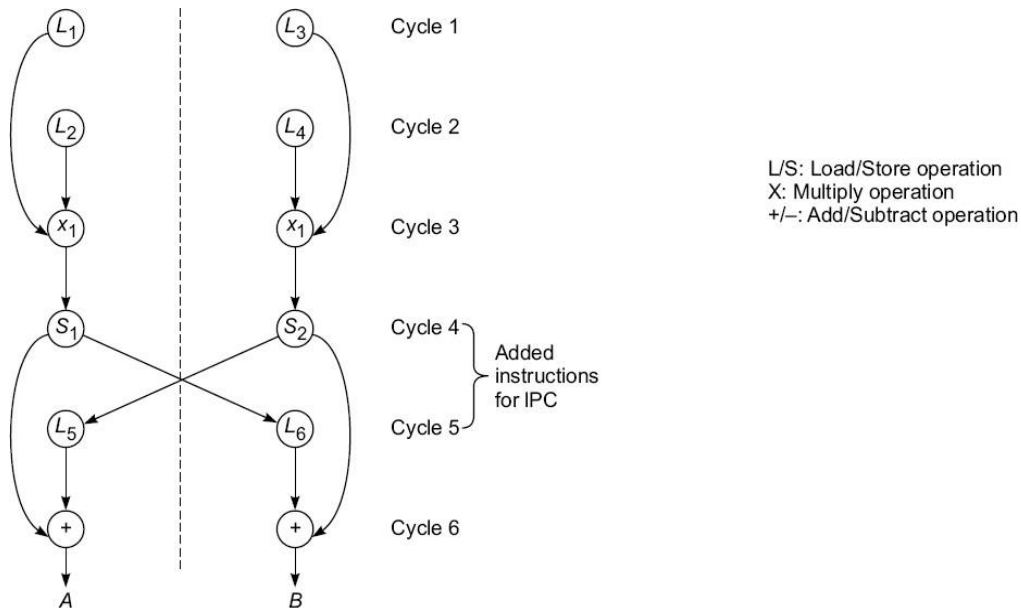 L1 L3 Cycle 1
L2 L4 Cycle 2
L/S: Load/Store operation
X: Multiply operation
+/–: Add/Subtract operation
x1 x1 Cycle 3
S1 S2 Cycle 4
Added
instructions
for IPC
L5 L6 Cycle 5
+ + Cycle 6
A B